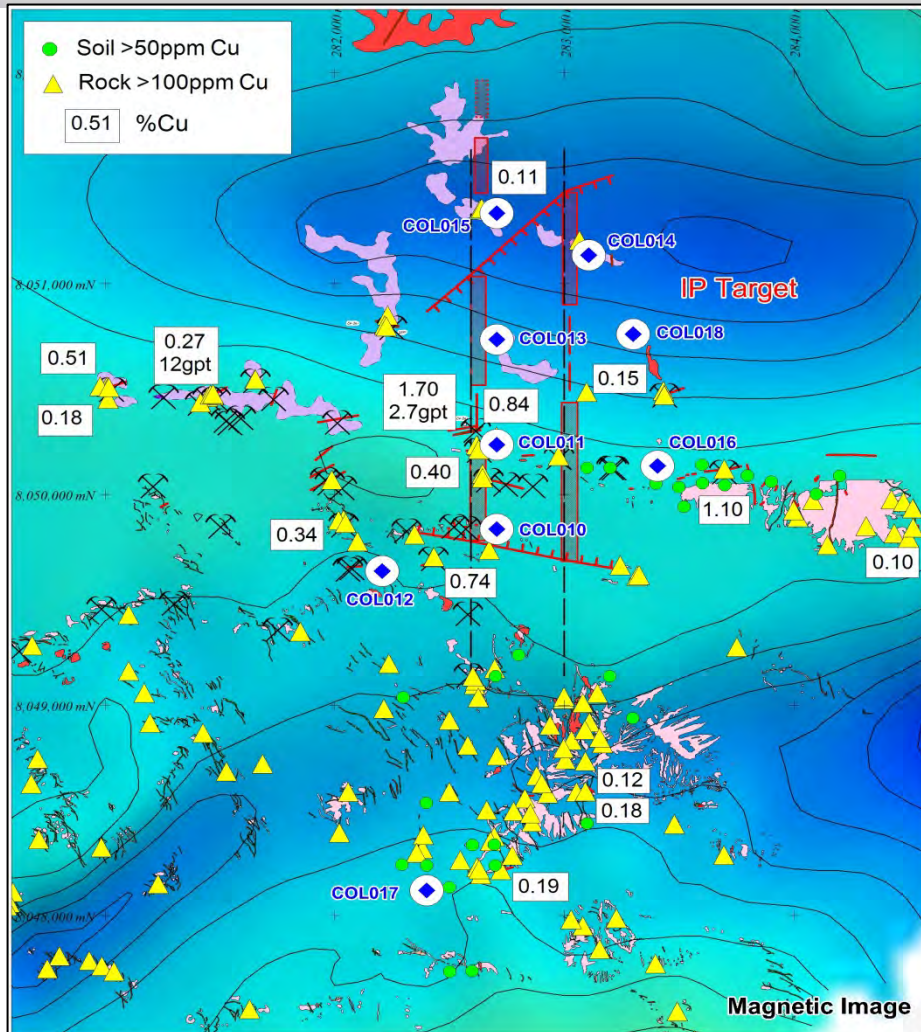 Soil >50ppm Cu
Rock >100ppm Cu
0.51 %Cu
282,000
283,000
284,000
0.11
COL015
COL014
8,051,000 mN
IP Target
COL013
COL018
0.27
12gpt
0.51
0.18
1.70
2.7gpt
0.84
0.15
COL011
COL016
0.40
8,050,000 mN
1.10
COL010
0.34
0.10
0.74
COL012
8,049,000 mN
0.12
0.18
0.19
COL017
8,048,000 mN
Magnetic Image